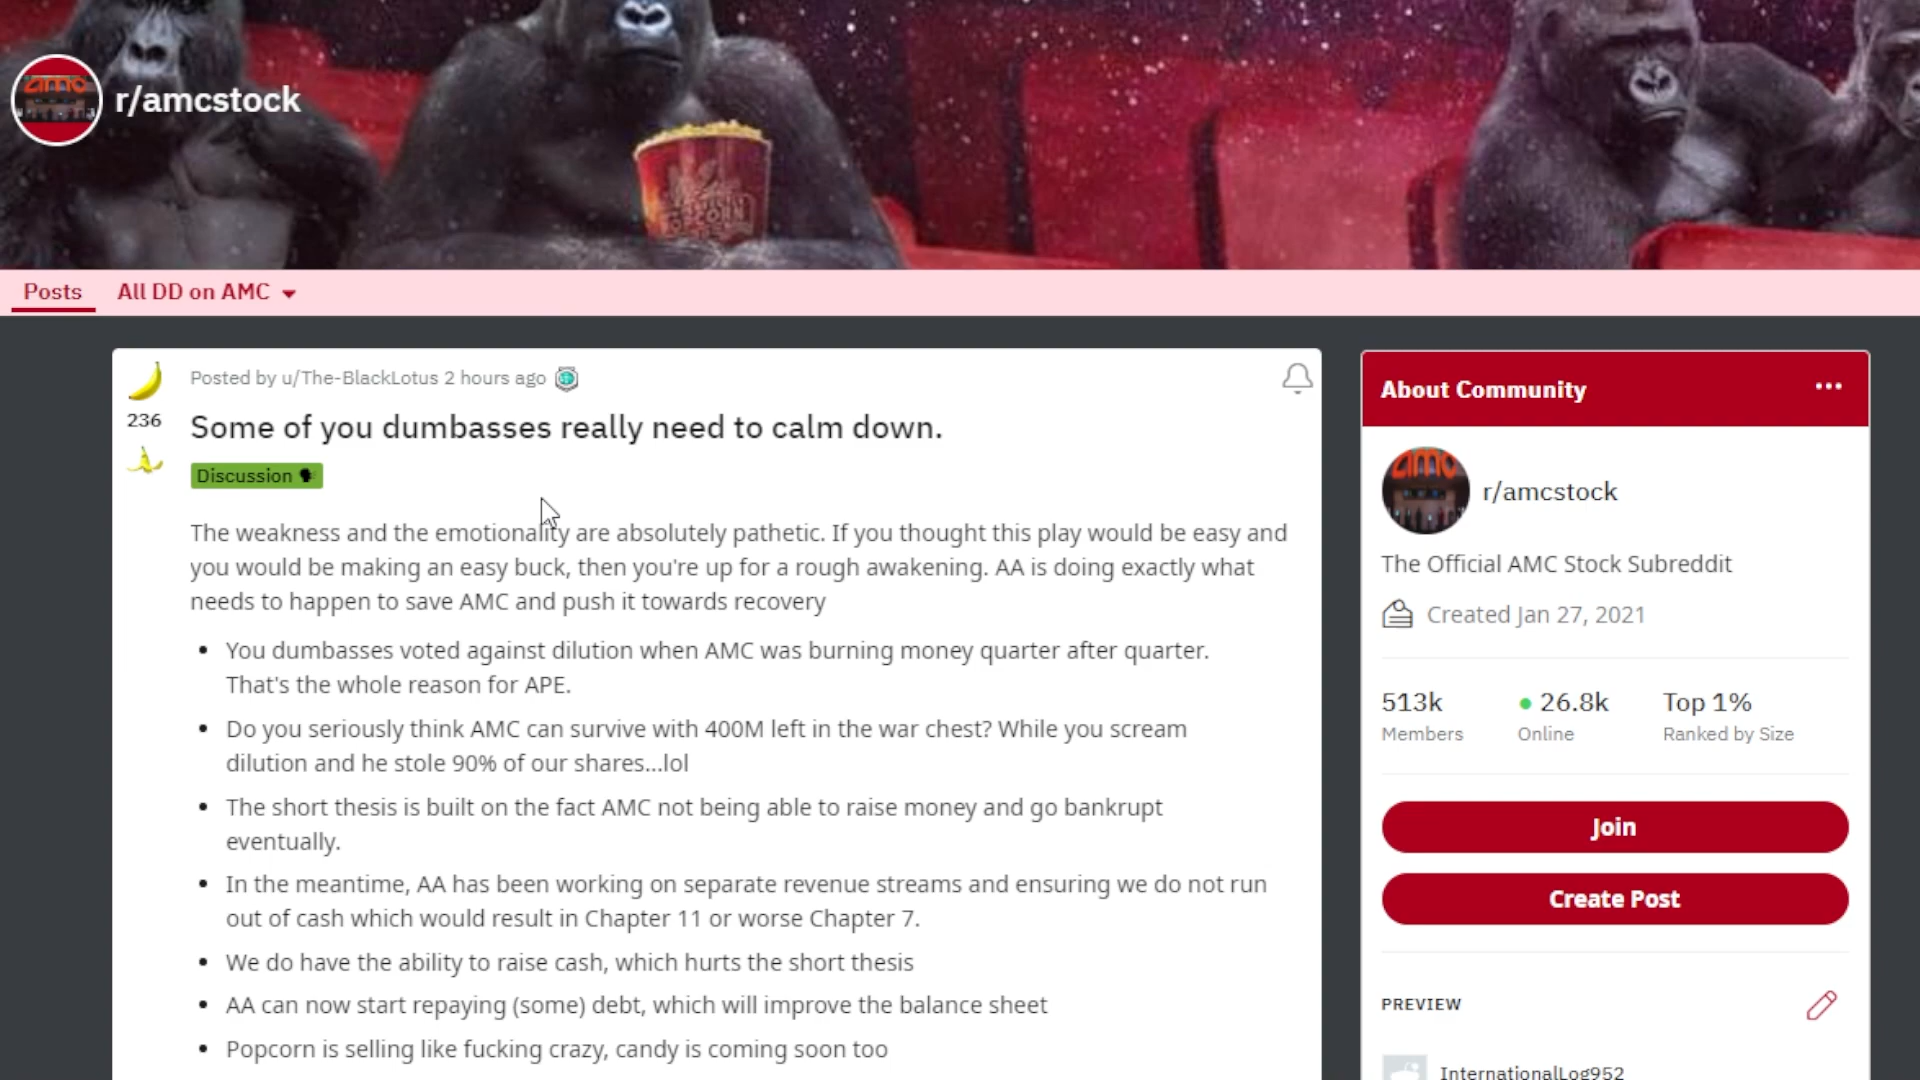 amc
r/amcstock
Posts
All DD on AMC
Posted by u/The-BlackLotus 2 hours ago
236
Some of you dumbasses really need to calm down.
Discussion
The weakness and the emotionality are absolutely pathetic. If you thought this play would be easy and
you would be making an easy buck, then you're up for a rough awakening. AA is doing exactly what
needs to happen to save AMC and push it towards recovery
• You dumbasses voted against dilution when AMC was burning money quarter after quarter.
That's the whole reason for APE.
• Do you seriously think AMC can survive with 400M left in the war chest? While you scream
dilution and he stole 90% of our shares...lol
• The short thesis is built on the fact AMC not being able to raise money and go bankrupt
eventually.
• In the meantime, AA has been working on separate revenue streams and ensuring we do not run
out of cash which would result in Chapter 11 or worse Chapter 7.
• We do have the ability to raise cash, which hurts the short thesis
• AA can now start repaying (some) debt, which will improve the balance sheet
• Popcorn is selling like fucking crazy, candy is coming soon too
About Community
amc
r/amcstock
The Official AMC Stock Subreddit
Created Jan 27, 2021
513k
26.8k
Top 1%
Members
Online
Ranked by Size
Join
Create Post
PREVIEW
InternationalLog952